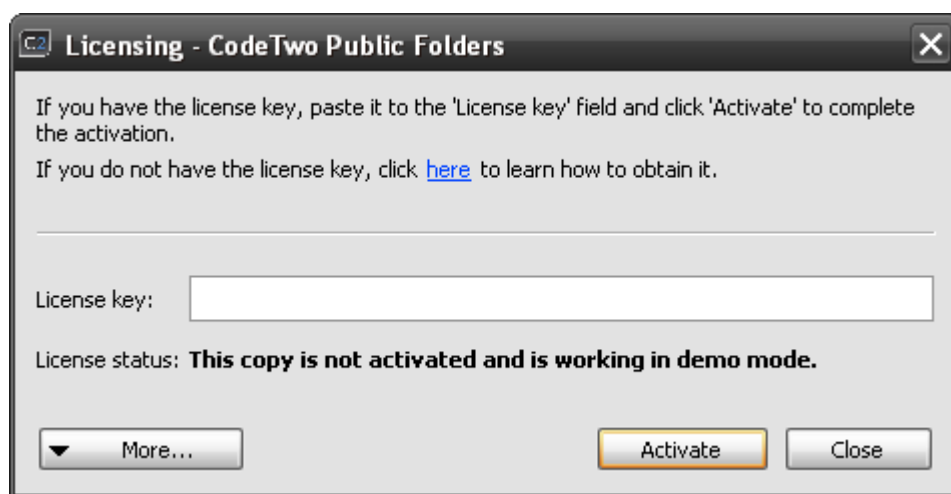 C2 Licensing - CodeTwo Public Folders
If you have the license key, paste it to the 'License key' field and click 'Activate' to complete
the activation.
If you do not have the license key, click here to learn how to obtain it.
License key:
License status: This copy is not activated and is working in demo mode.
More... Activate Close